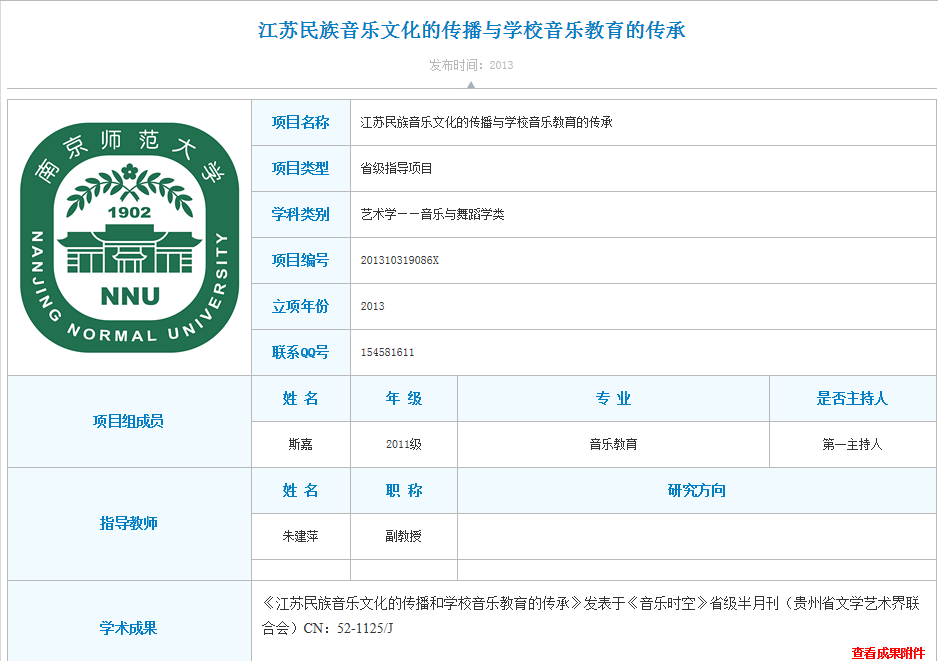 江苏民族音乐文化的传播与学校音乐教育的传承
发布时间：2013
南京师范大学
1902
NNU
NANJING NORMAL UNIVERSITY
项目名称 江苏民族音乐文化的传播与学校音乐教育的传承
项目类型 省级指导项目
学科类别 艺术学－－音乐与舞蹈学类
项目编号 201310319086X
立项年份 2013
联系QQ号 154581611
项目组成员
姓 名 年 级 专 业 是否主持人
斯嘉 2011级 音乐教育 第一主持人
指导教师
姓 名 职 称 研究方向
朱建萍 副教授
学术成果
《江苏民族音乐文化的传播和学校音乐教育的传承》发表于《音乐时空》省级半月刊（贵州省文学艺术界联
合会）CN：52-1125/J
查看成果附件